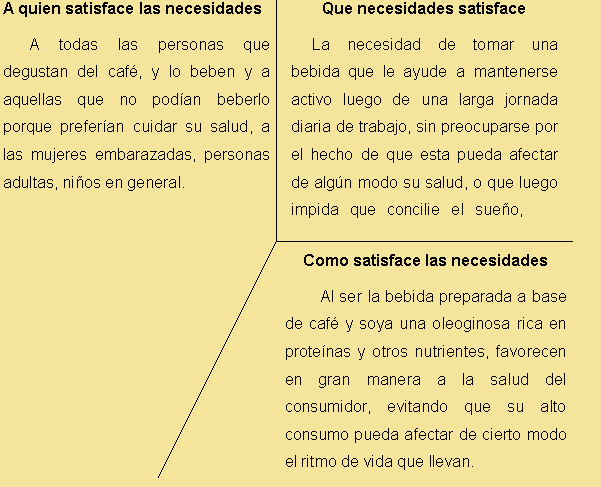 A quien satisface las necesidades
A todas las personas que
degustan del café, y lo beben y a
aquellas que no podían beberlo
porque preferían cuidar su salud, a
las mujeres embarazadas, personas
adultas, niños en general.
Que necesidades satisface
La necesidad de tomar una
bebida que le ayude a mantenerse
activo luego de una larga jornada
diaria de trabajo, sin preocuparse por
el hecho de que esta pueda afectar
de algún modo su salud, o que luego
impida que concilie el sueño,
Como satisface las necesidades
Al ser la bebida preparada a base
de café y soya una oleoginosa rica en
proteínas y otros nutrientes, favorecen
en gran manera a la salud del
consumidor, evitando que su alto
consumo pueda afectar de cierto modo
el ritmo de vida que llevan.